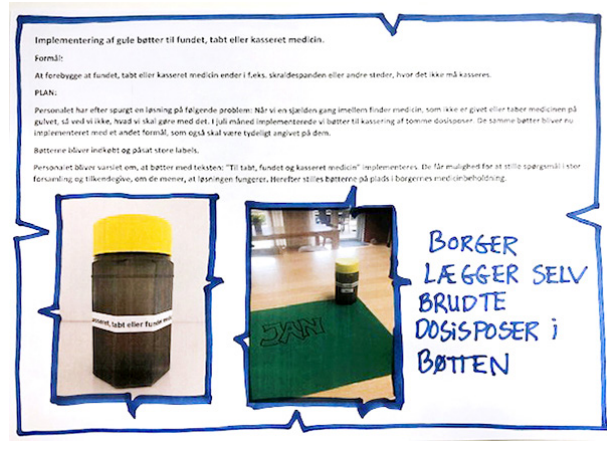 Implementering af gule bøtter til fundet, tabt eller kasseret medicin.
Formål:
At forebygge at fundet, tabt eller kasseret medicin ender i f.eks. skraldespanden eller andre steder, hvor det ikke må kasseres.
PLAN:
Personalet har efter spurgt en løsning på følgende problem: Når vi en sjælden gang imellem finder medicin, som ikke er givet eller taber medicinen på
gulvet, så ved vi ikke, hvad vi skal gøre med det. I juli måned implementerede vi bøtter til kassering af tomme dosisposer. De samme bøtter bliver nu
implementeret med et andet formål, som også skal være tydeligt angivet på dem.
Bøtterne bliver indkøbt og påsat store labels.
Personalet bliver varslet om, at bøtter med teksten: "Til tabt, fundet og kasseret medicin" implementeres. De får mulighed for at stille spørgsmål i stor
forsamling og tilkendegive, om de mener, at løsningen fungerer. Herefter stilles bøtterne på plads i borgernes medicinbeholdning.
sseret, tabt eller funde
JAN
BORGER
LÆGGER SELV
BRUDTE
DOSISPOSER i
BØTTEN